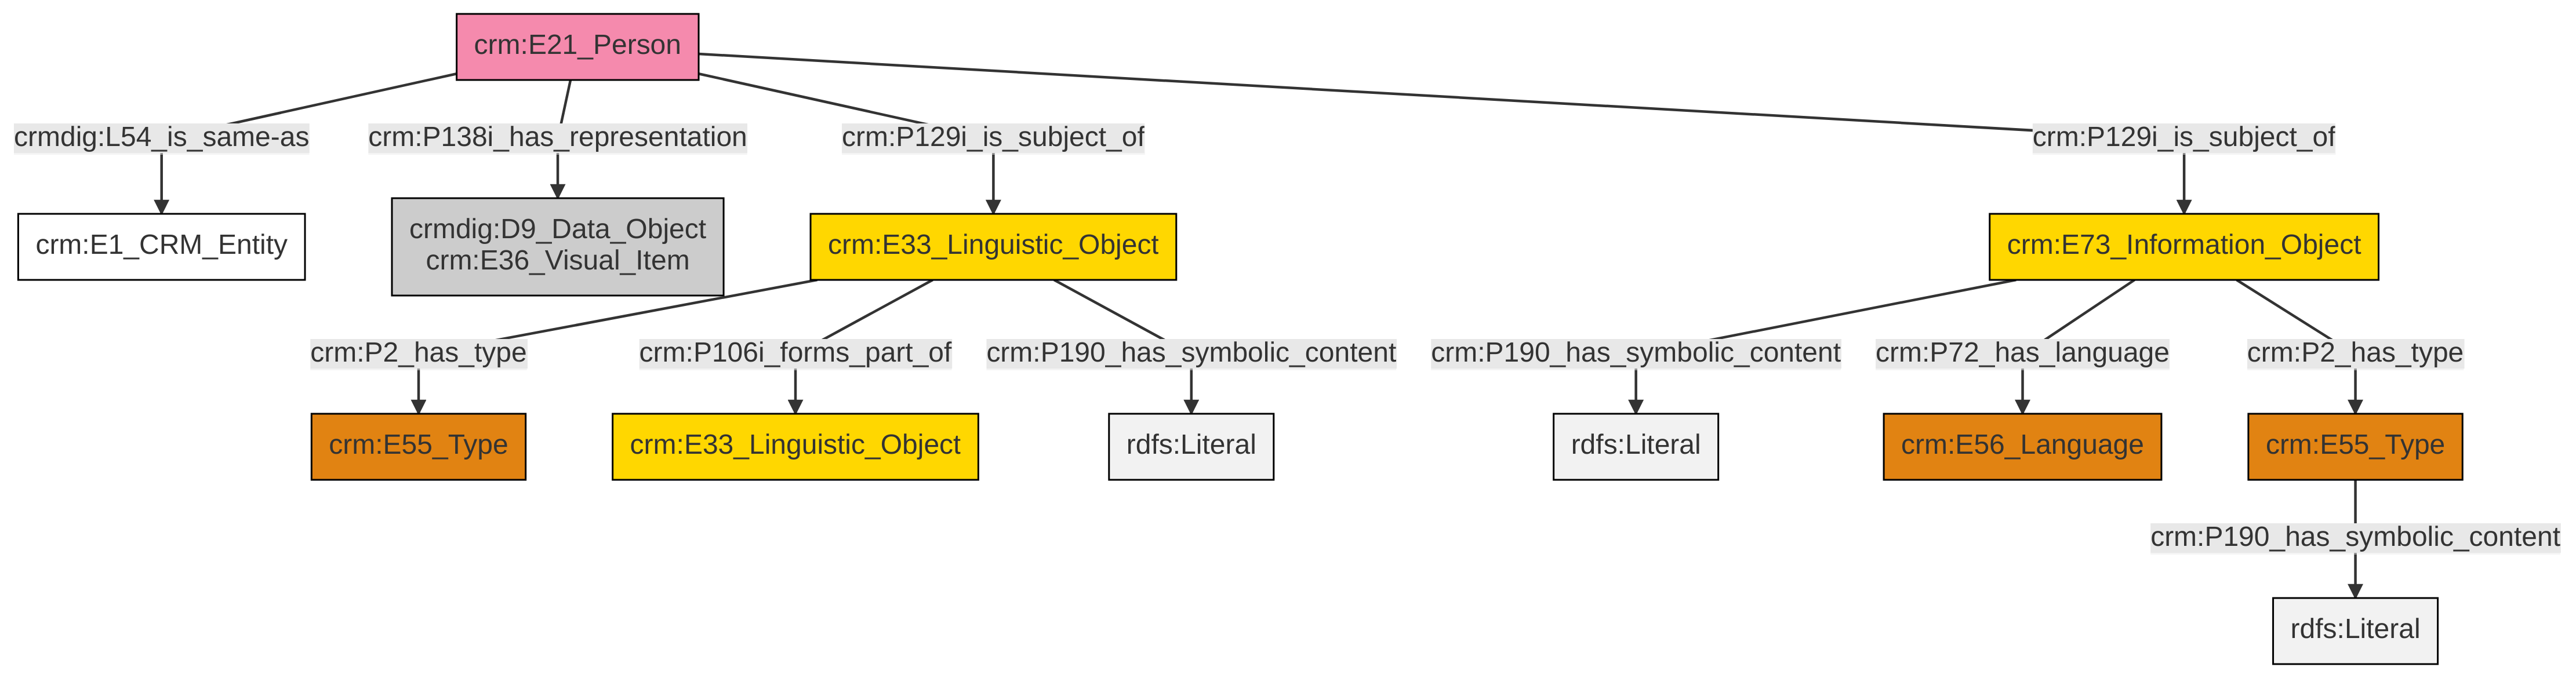 crm:E21_Person
crmdig:L54_is_same-as
crm:P138i_has_representation
crm:P129i_is_subject_of
crm:P129i_is_subject_of
crm:E1_CRM_Entity
crmdig:D9_Data_Object
crm:E36_Visual_Item
crm:E33_Linguistic_Object
crm:E73_Information_Object
crm:P2_has_type
crm:P106i_forms_part_of
crm:P190_has_symbolic_content
crm:P190_has_symbolic_content
crm:P72_has_language
crm:P2_has_type
crm:E55_Type
crm:E33_Linguistic_Object
rdfs:Literal
rdfs:Literal
crm:E56_Language
crm:E55_Type
crm:P190_has_symbolic_content
rdfs:Literal